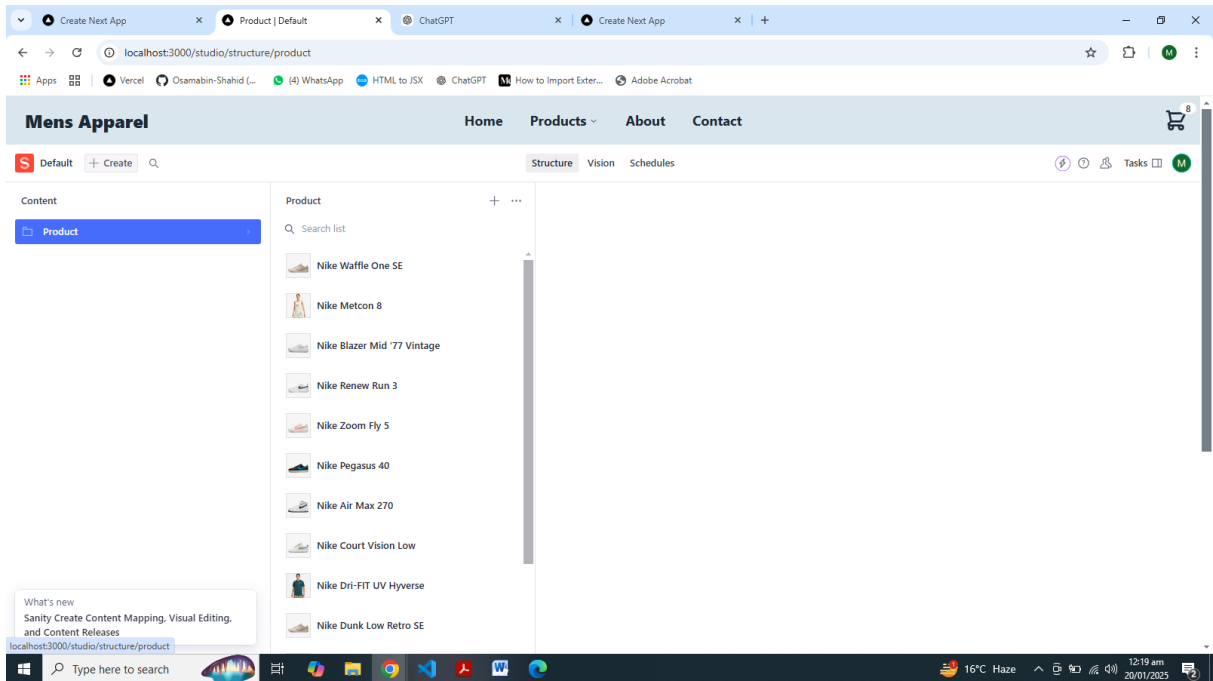 Create Next App
Product | Default
ChatGPT
Create Next App
localhost:3000/studio/structure/product
M
Apps
Vercel
Osamabin-Shahid (...
(4) WhatsApp
HTML to JSX
ChatGPT
How to Import Exter...
Adobe Acrobat
Mens Apparel
Home
Products
About
Contact
8
S Default
+ Create
Structure
Vision
Schedules
Tasks
M
Content
Product
Product
Search list
Nike Waffle One SE
Nike Metcon 8
Nike Blazer Mid '77 Vintage
Nike Renew Run 3
Nike Zoom Fly 5
Nike Pegasus 40
Nike Air Max 270
Nike Court Vision Low
Nike Dri-FIT UV Hyverse
Nike Dunk Low Retro SE
What's new
Sanity Create Content Mapping, Visual Editing,
and Content Releases
localhost:3000/studio/structure/product
Type here to search
16°C Haze
12:19 am
20/01/2025
2